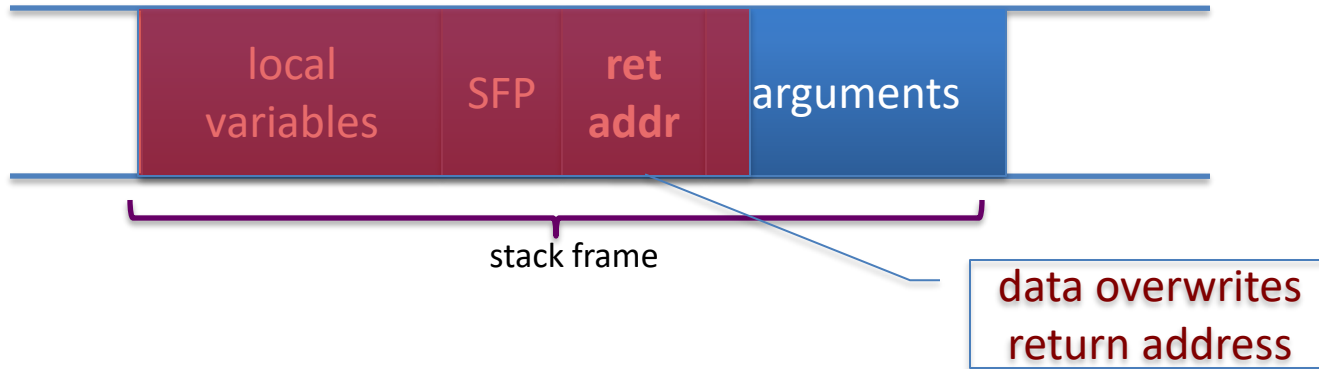 local
variables
SFP
ret
addr
arguments
stack frame
data overwrites
return address